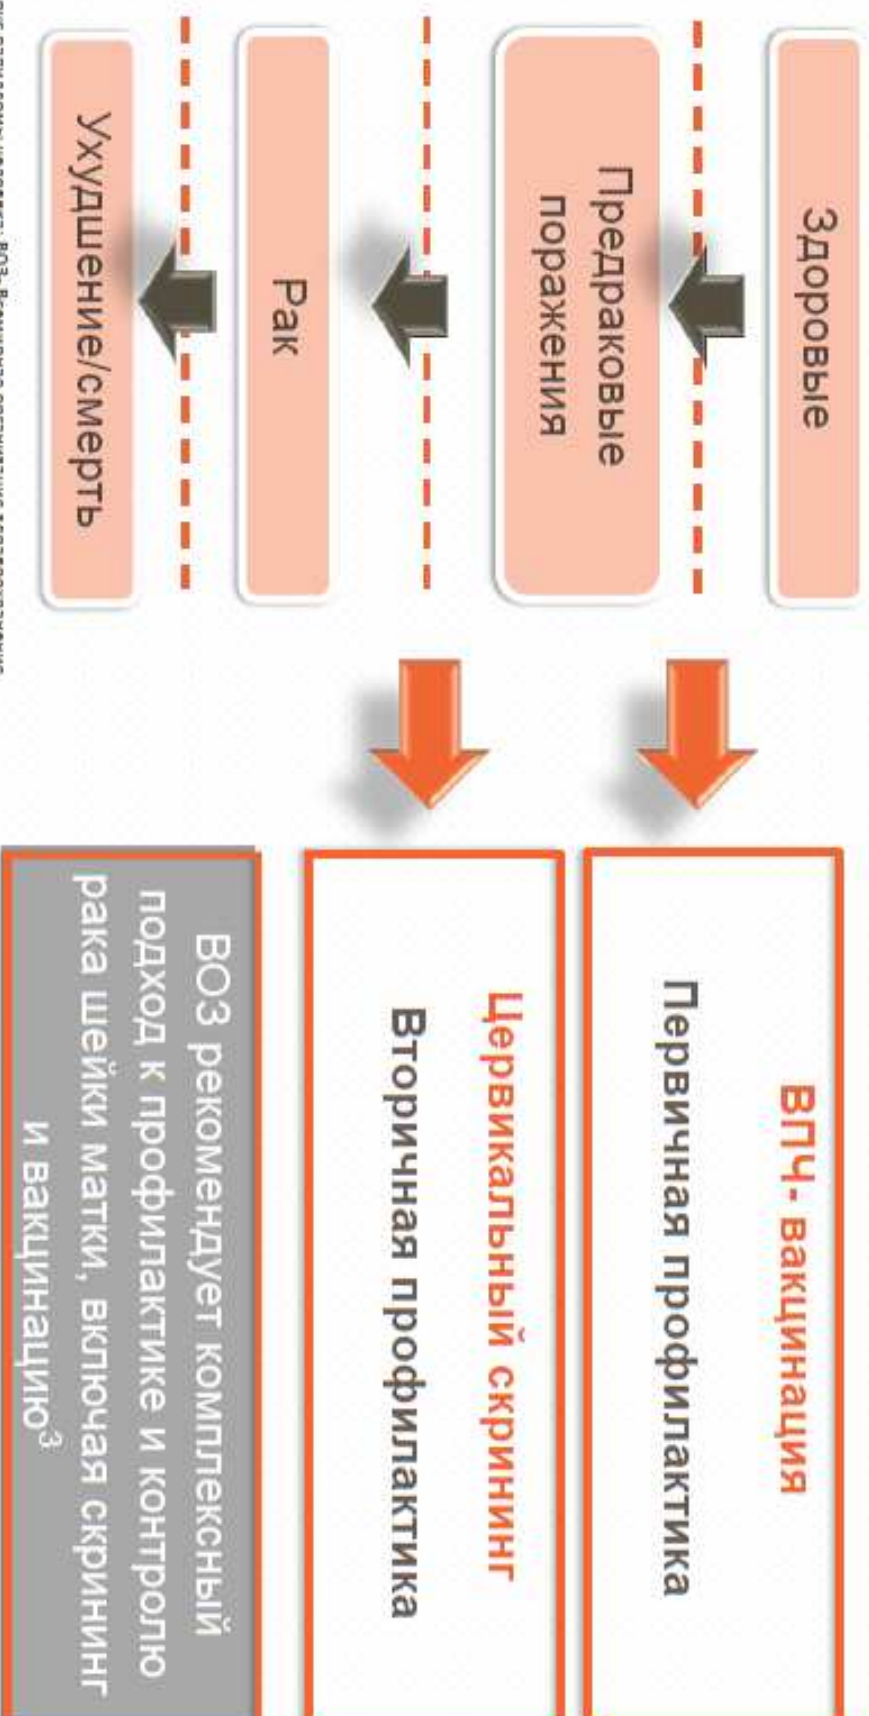 Здоровые
Предраковые
поражения
Рак
Ухудшение/смерть
ВПЧ- вакцинация
Первичная профилактика
Цервикальный скрининг
Вторичная профилактика
ВОЗ рекомендует комплексный
подход к профилактике и контролю
рака шейки матки, включая скрининг
и вакцинацию³